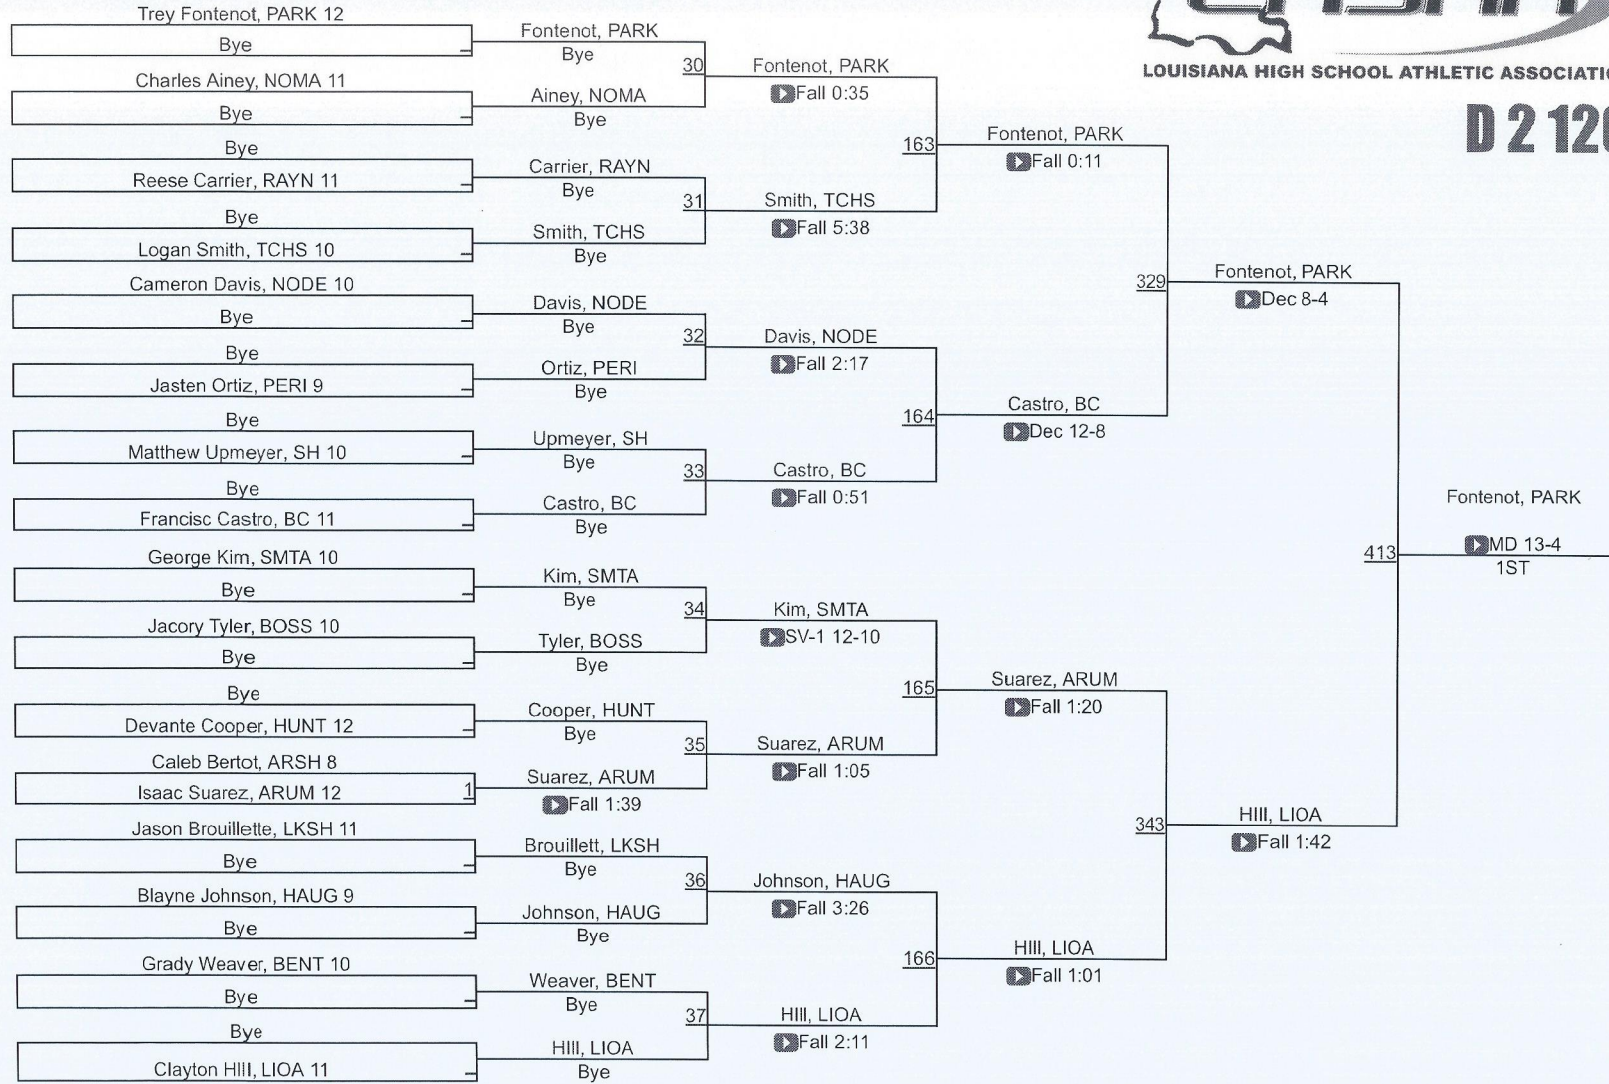 LHSAA
LOUISIANA HIGH SCHOOL ATHLETIC ASSOCIATIO
D 2 120
Trey Fontenot, PARK 12
Bye
Charles Ainey, NOMA 11
Bye
Bye
Reese Carrier, RAYN 11
Bye
Logan Smith, TCHS 10
Cameron Davis, NODE 10
Bye
Bye
Jasten Ortiz, PERI 9
Bye
Matthew Upmeyer, SH 10
Bye
Francisc Castro, BC 11
George Kim, SMTA 10
Bye
Jacory Tyler, BOSS 10
Bye
Bye
Devante Cooper, HUNT 12
Caleb Bertot, ARSH 8
Isaac Suarez, ARUM 12
1
Jason Brouillette, LKSH 11
Bye
Blayne Johnson, HAUG 9
Bye
Grady Weaver, BENT 10
Bye
Bye
Clayton HIll, LIOA 11
Fontenot, PARK
Bye
30
Ainey, NOMA
Bye
Carrier, RAYN
Bye
31
Smith, TCHS
Bye
Davis, NODE
Bye
32
Ortiz, PERI
Bye
Upmeyer, SH
Bye
33
Castro, BC
Bye
Kim, SMTA
Bye
34
Tyler, BOSS
Bye
Cooper, HUNT
Bye
35
Suarez, ARUM
Fall 1:39
Brouillett, LKSH
Bye
36
Johnson, HAUG
Bye
Weaver, BENT
Bye
37
HIll, LIOA
Bye
Fontenot, PARK
Fall 0:35
163
Smith, TCHS
Fall 5:38
Davis, NODE
Fall 2:17
164
Castro, BC
Fall 0:51
Kim, SMTA
SV-1 12-10
165
Suarez, ARUM
Fall 1:05
Johnson, HAUG
Fall 3:26
166
HIll, LIOA
Fall 2:11
Fontenot, PARK
Fall 0:11
329
Castro, BC
Dec 12-8
Suarez, ARUM
Fall 1:20
343
HIll, LIOA
Fall 1:01
Fontenot, PARK
Dec 8-4
413
HIll, LIOA
Fall 1:42
Fontenot, PARK
MD 13-4
1ST